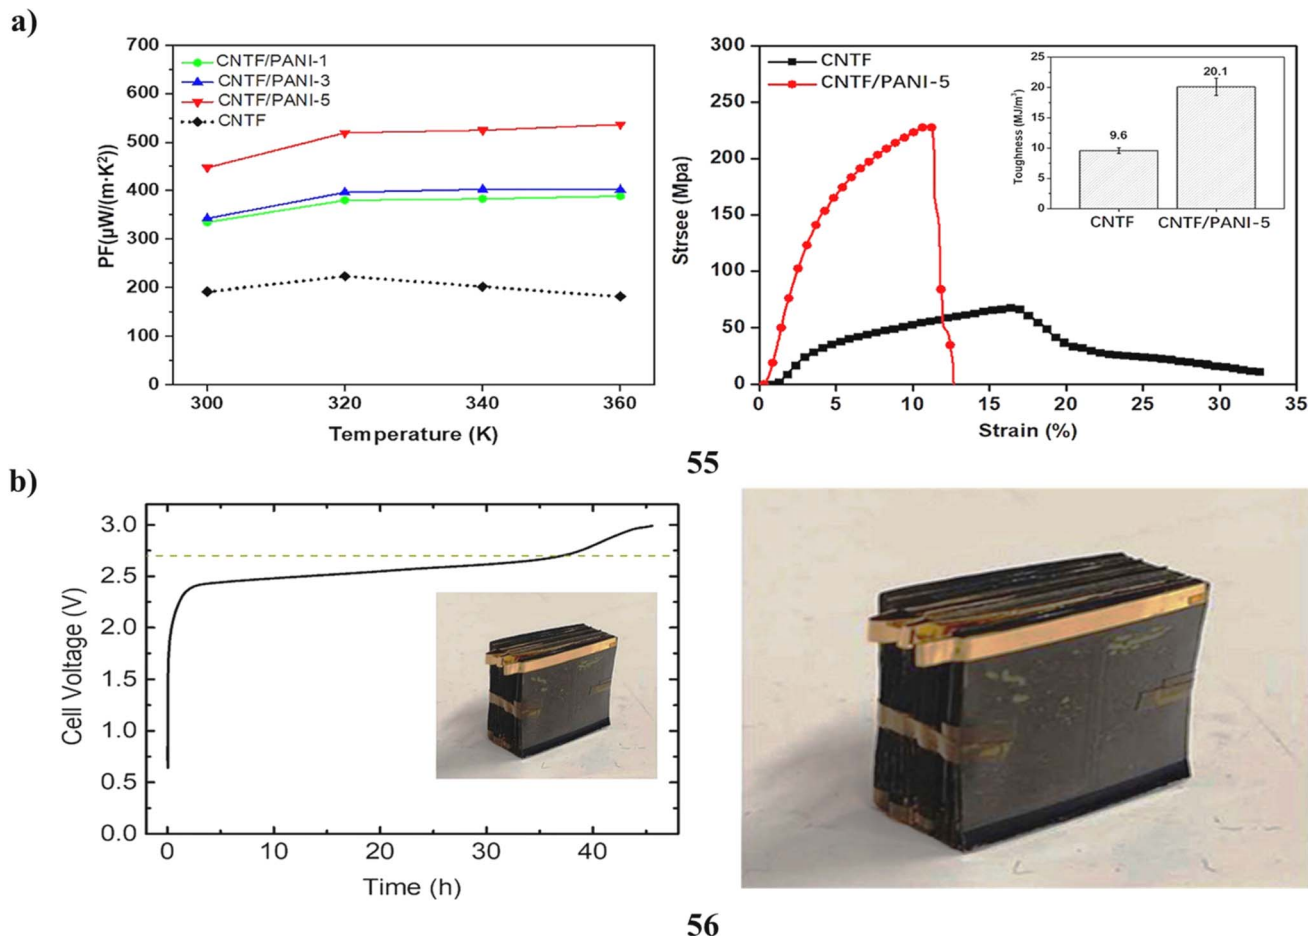 a)
700
600
500
400
300
200
100
0
PF(μW/(m·K²))
CNTF/PANI-1
CNTF/PANI-3
CNTF/PANI-5
CNTF
300 320 340 360
Temperature (K)
300
250
200
150
100
50
0
Strsee (Mpa)
CNTF
CNTF/PANI-5
25
20
15
10
5
0
Toughness (MJ/m³)
9.6
20.1
CNTF CNTF/PANI-5
0 5 10 15 20 25 30 35
Strain (%)
55
b)
3.0
2.5
2.0
1.5
1.0
0.5
0.0
Cell Voltage (V)
0 10 20 30 40
Time (h)
56